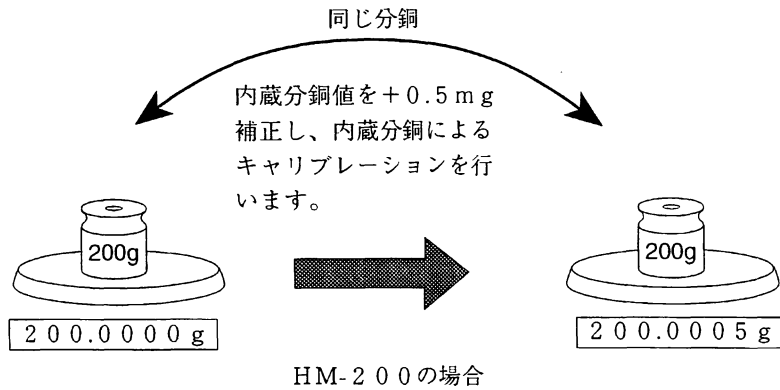 同じ分銅
内蔵分銅値を＋0.5ｍｇ
補正し、内蔵分銅による
キャリブレーションを行
います。
200g
200g
２００.００００ｇ
２００.０００５ｇ
HM-２００の場合